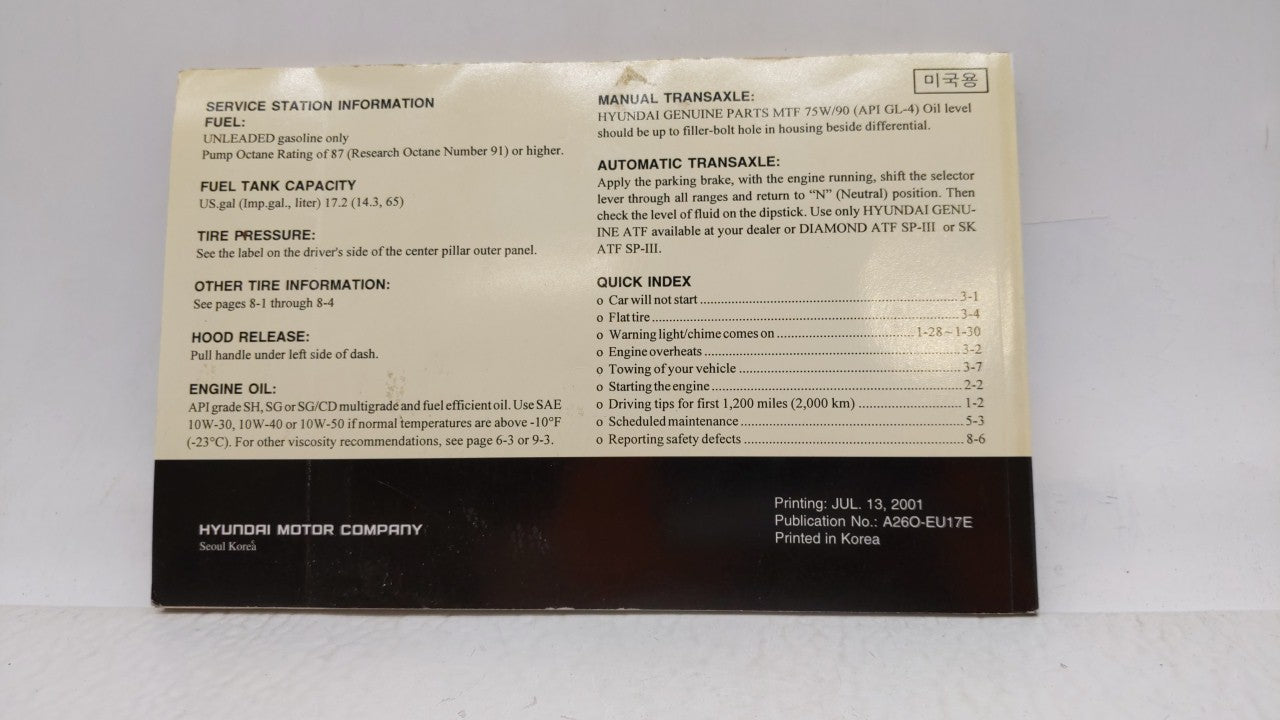 SERVICE STATION INFORMATION
FUEL:
UNLEADED gasoline only
Pump Octane Rating of 87 (Research Octane Number 91) or higher.
FUEL TANK CAPACITY
US.gal (Imp.gal., liter) 17.2 (14.3, 65)
TIRE PRESSURE:
See the label on the driver's side of the center pillar outer panel.
OTHER TIRE INFORMATION:
See pages 8-1 through 8-4
HOOD RELEASE:
Pull handle under left side of dash.
ENGINE OIL:
API grade SH, SG or SG/CD multigrade and fuel efficient oil. Use SAE
10W-30, 10W-40 or 10W-50 if normal temperatures are above -10°F
(-23°C). For other viscosity recommendations, see page 6-3 or 9-3.
미국용
MANUAL TRANSAXLE:
HYUNDAI GENUINE PARTS MTF 75W/90 (API GL-4) Oil level
should be up to filler-bolt hole in housing beside differential.
AUTOMATIC TRANSAXLE:
Apply the parking brake, with the engine running, shift the selector
lever through all ranges and return to "N" (Neutral) position. Then
check the level of fluid on the dipstick. Use only HYUNDAI GENU-
INE ATF available at your dealer or DIAMOND ATF SP-III or SK
ATF SP-III.
QUICK INDEX
o Car will not start ........ 3-1
o Flat tire ........ 3-4
o Warning light/chime comes on ........ 1-28~1-30
o Engine overheats ........ 3-2
o Towing of your vehicle ........ 3-7
o Starting the engine ........ 2-2
o Driving tips for first 1,200 miles (2,000 km) ........ 1-2
o Scheduled maintenance ........ 5-3
o Reporting safety defects ........ 8-6
HYUNDAI MOTOR COMPANY
Seoul Korea
Printing: JUL. 13, 2001
Publication No.: A26O-EU17E
Printed in Korea